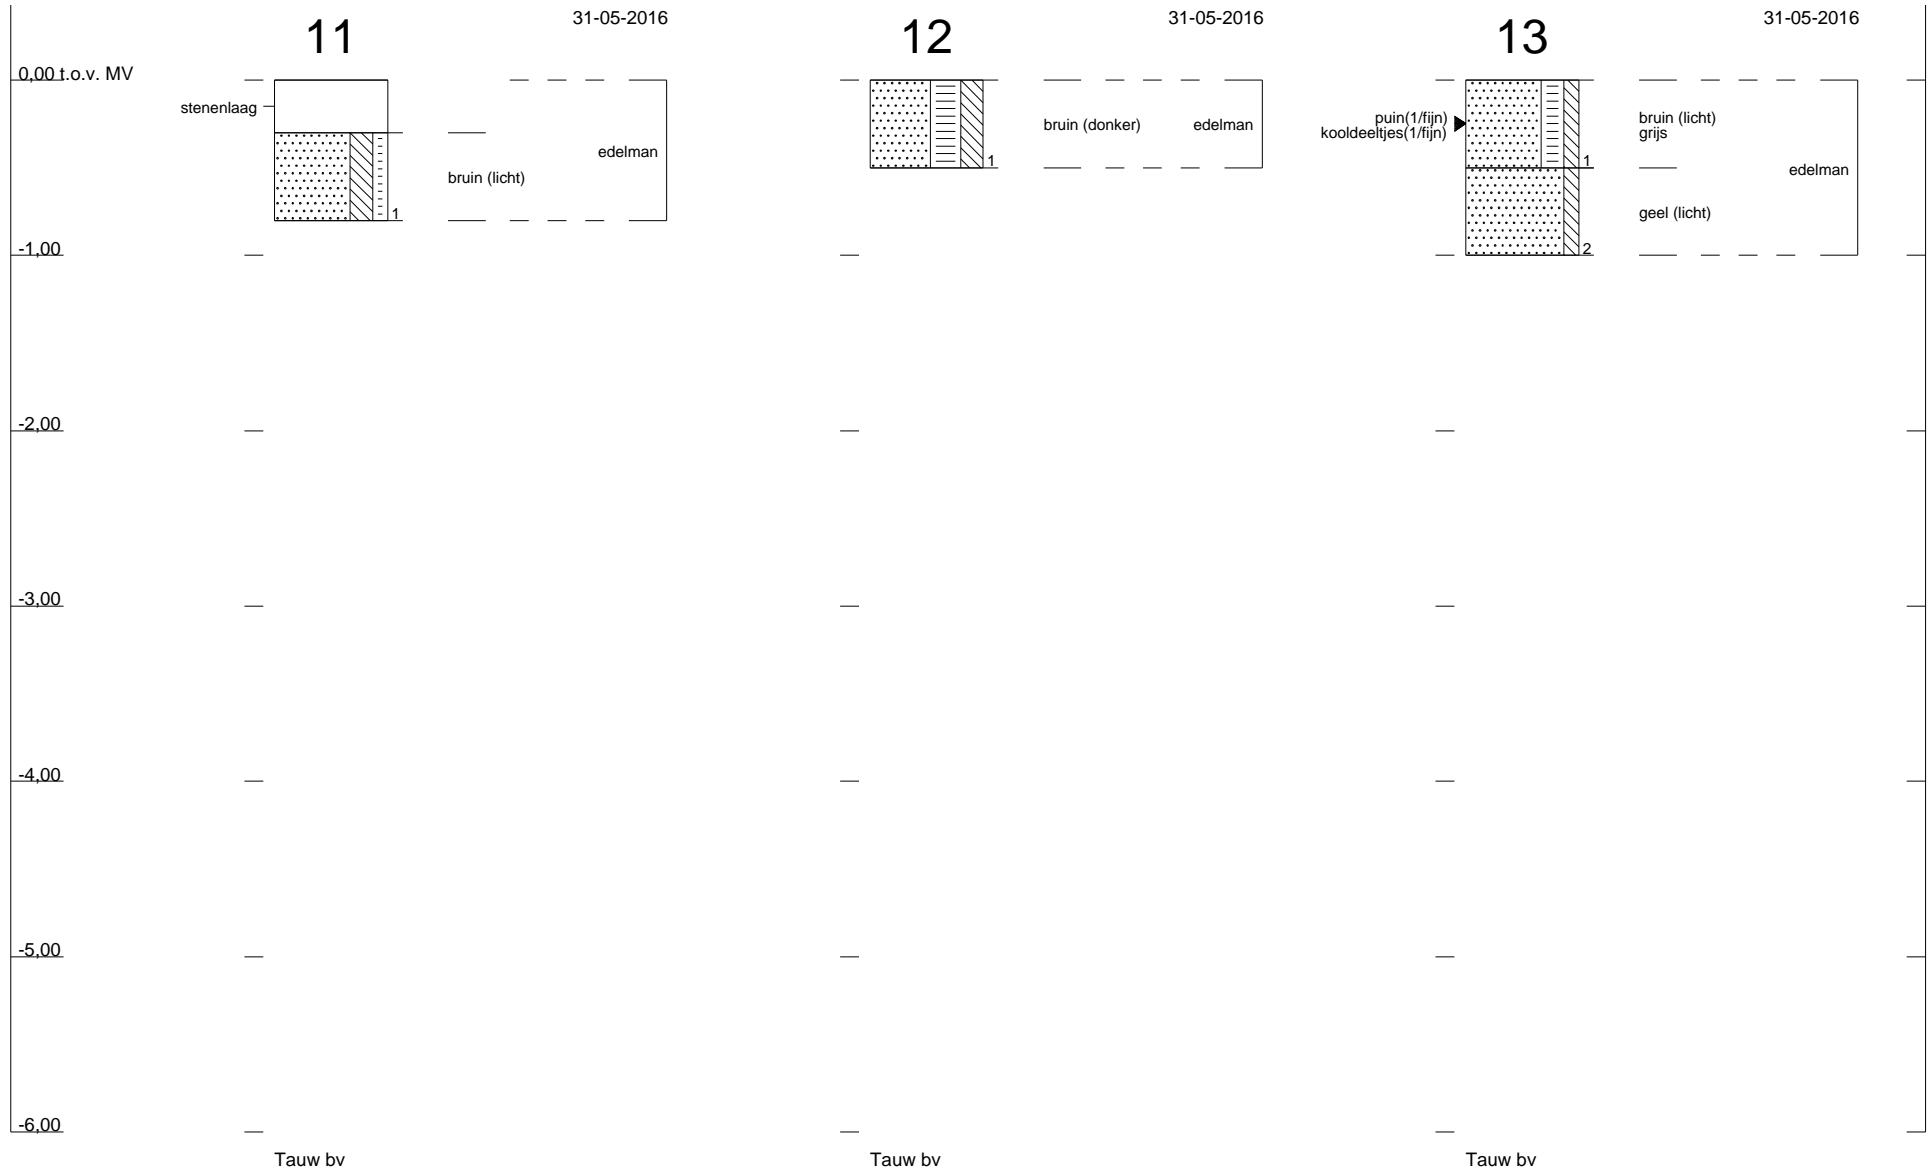 11
31-05-2016
12
31-05-2016
13
31-05-2016
0,00 t.o.v. MV
stenenlaag
edelman
bruin (licht)
1
bruin (donker)
edelman
1
puin(1/fijn)
kooldeeltjes(1/fijn)
bruin (licht)
grijs
1
edelman
geel (licht)
2
-1,00
-2,00
-3,00
-4,00
-5,00
-6,00
Tauw bv
Tauw bv
Tauw bv